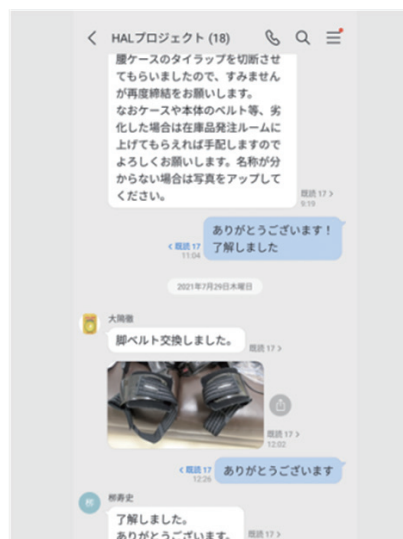 HALプロジェクト (18)
腰ケースのタイラップを切断させ
てもらいましたので、すみません
が再度締結をお願いします。
なおケースや本体のベルト等、劣
化した場合は在庫品発注ルームに
上げてもらえれば手配しますので
よろしくお願いします。名称が分
からない場合は写真をアップして
ください。
既読 17 >
9:19
ありがとうございます!
了解しました
< 既読 17
11:04
2021年7月29日木曜日
脚ベルト交換しました。
既読 17 >
既読 17 >
12:02
< 既読 17
12:26
ありがとうございます
柳寿史
柳
了解しました。
ありがとうございます。
既読 17 >